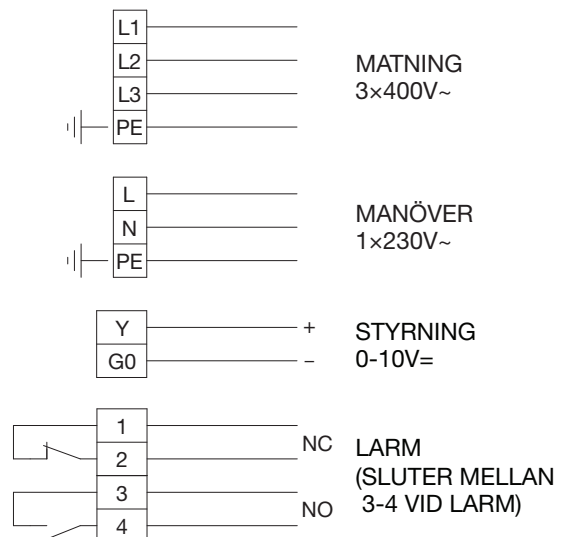 L1
L2
L3
PE
MATNING
3×400V~
L
N
PE
MANÖVER
1×230V~
Y
G0
+
–
STYRNING
0-10V=
1
2
3
4
NC
NO
LARM
(SLUTER MELLAN
3-4 VID LARM)